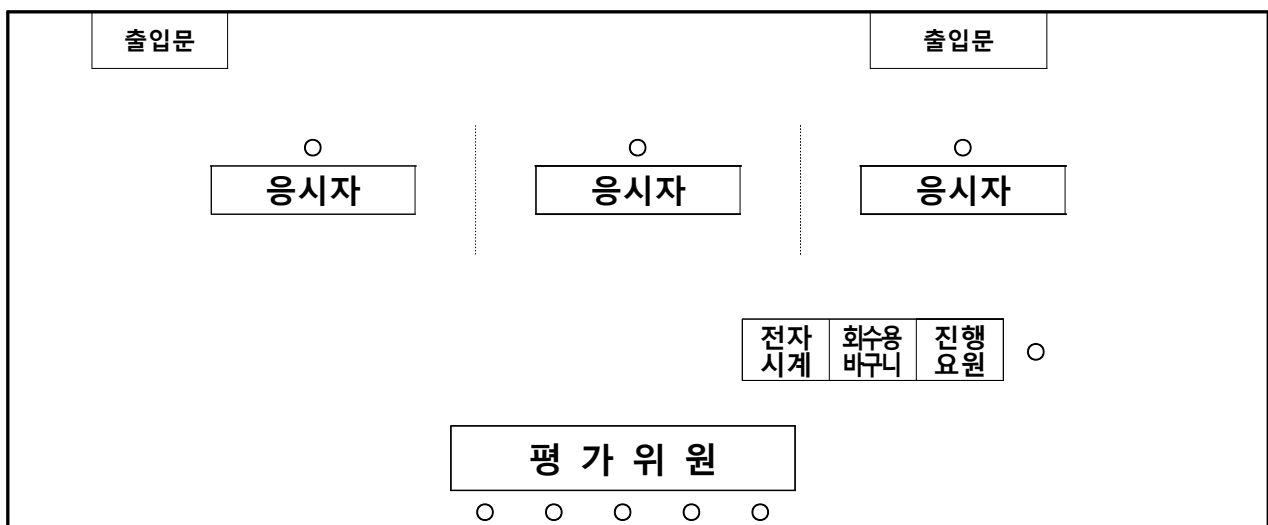 출입문
출입문
응시자
응시자
응시자
전자
시계
회수용
바구니
진행
요원
평 가 위 원